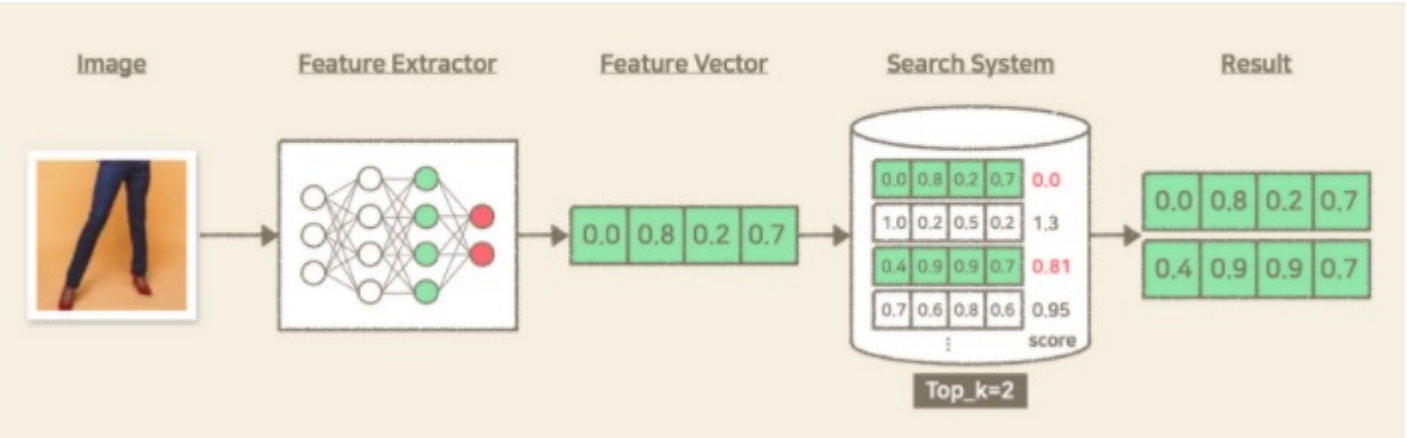 Image
Feature Extractor
Feature Vector
Search System
Result
0.0 0.8 0.2 0.7
0.0 0.8 0.2 0.7 0.0
1.0 0.2 0.5 0.2 1.3
0.4 0.9 0.9 0.7 0.81
0.7 0.6 0.8 0.6 0.95
⋮
score
Top_k=2
0.0 0.8 0.2 0.7
0.4 0.9 0.9 0.7